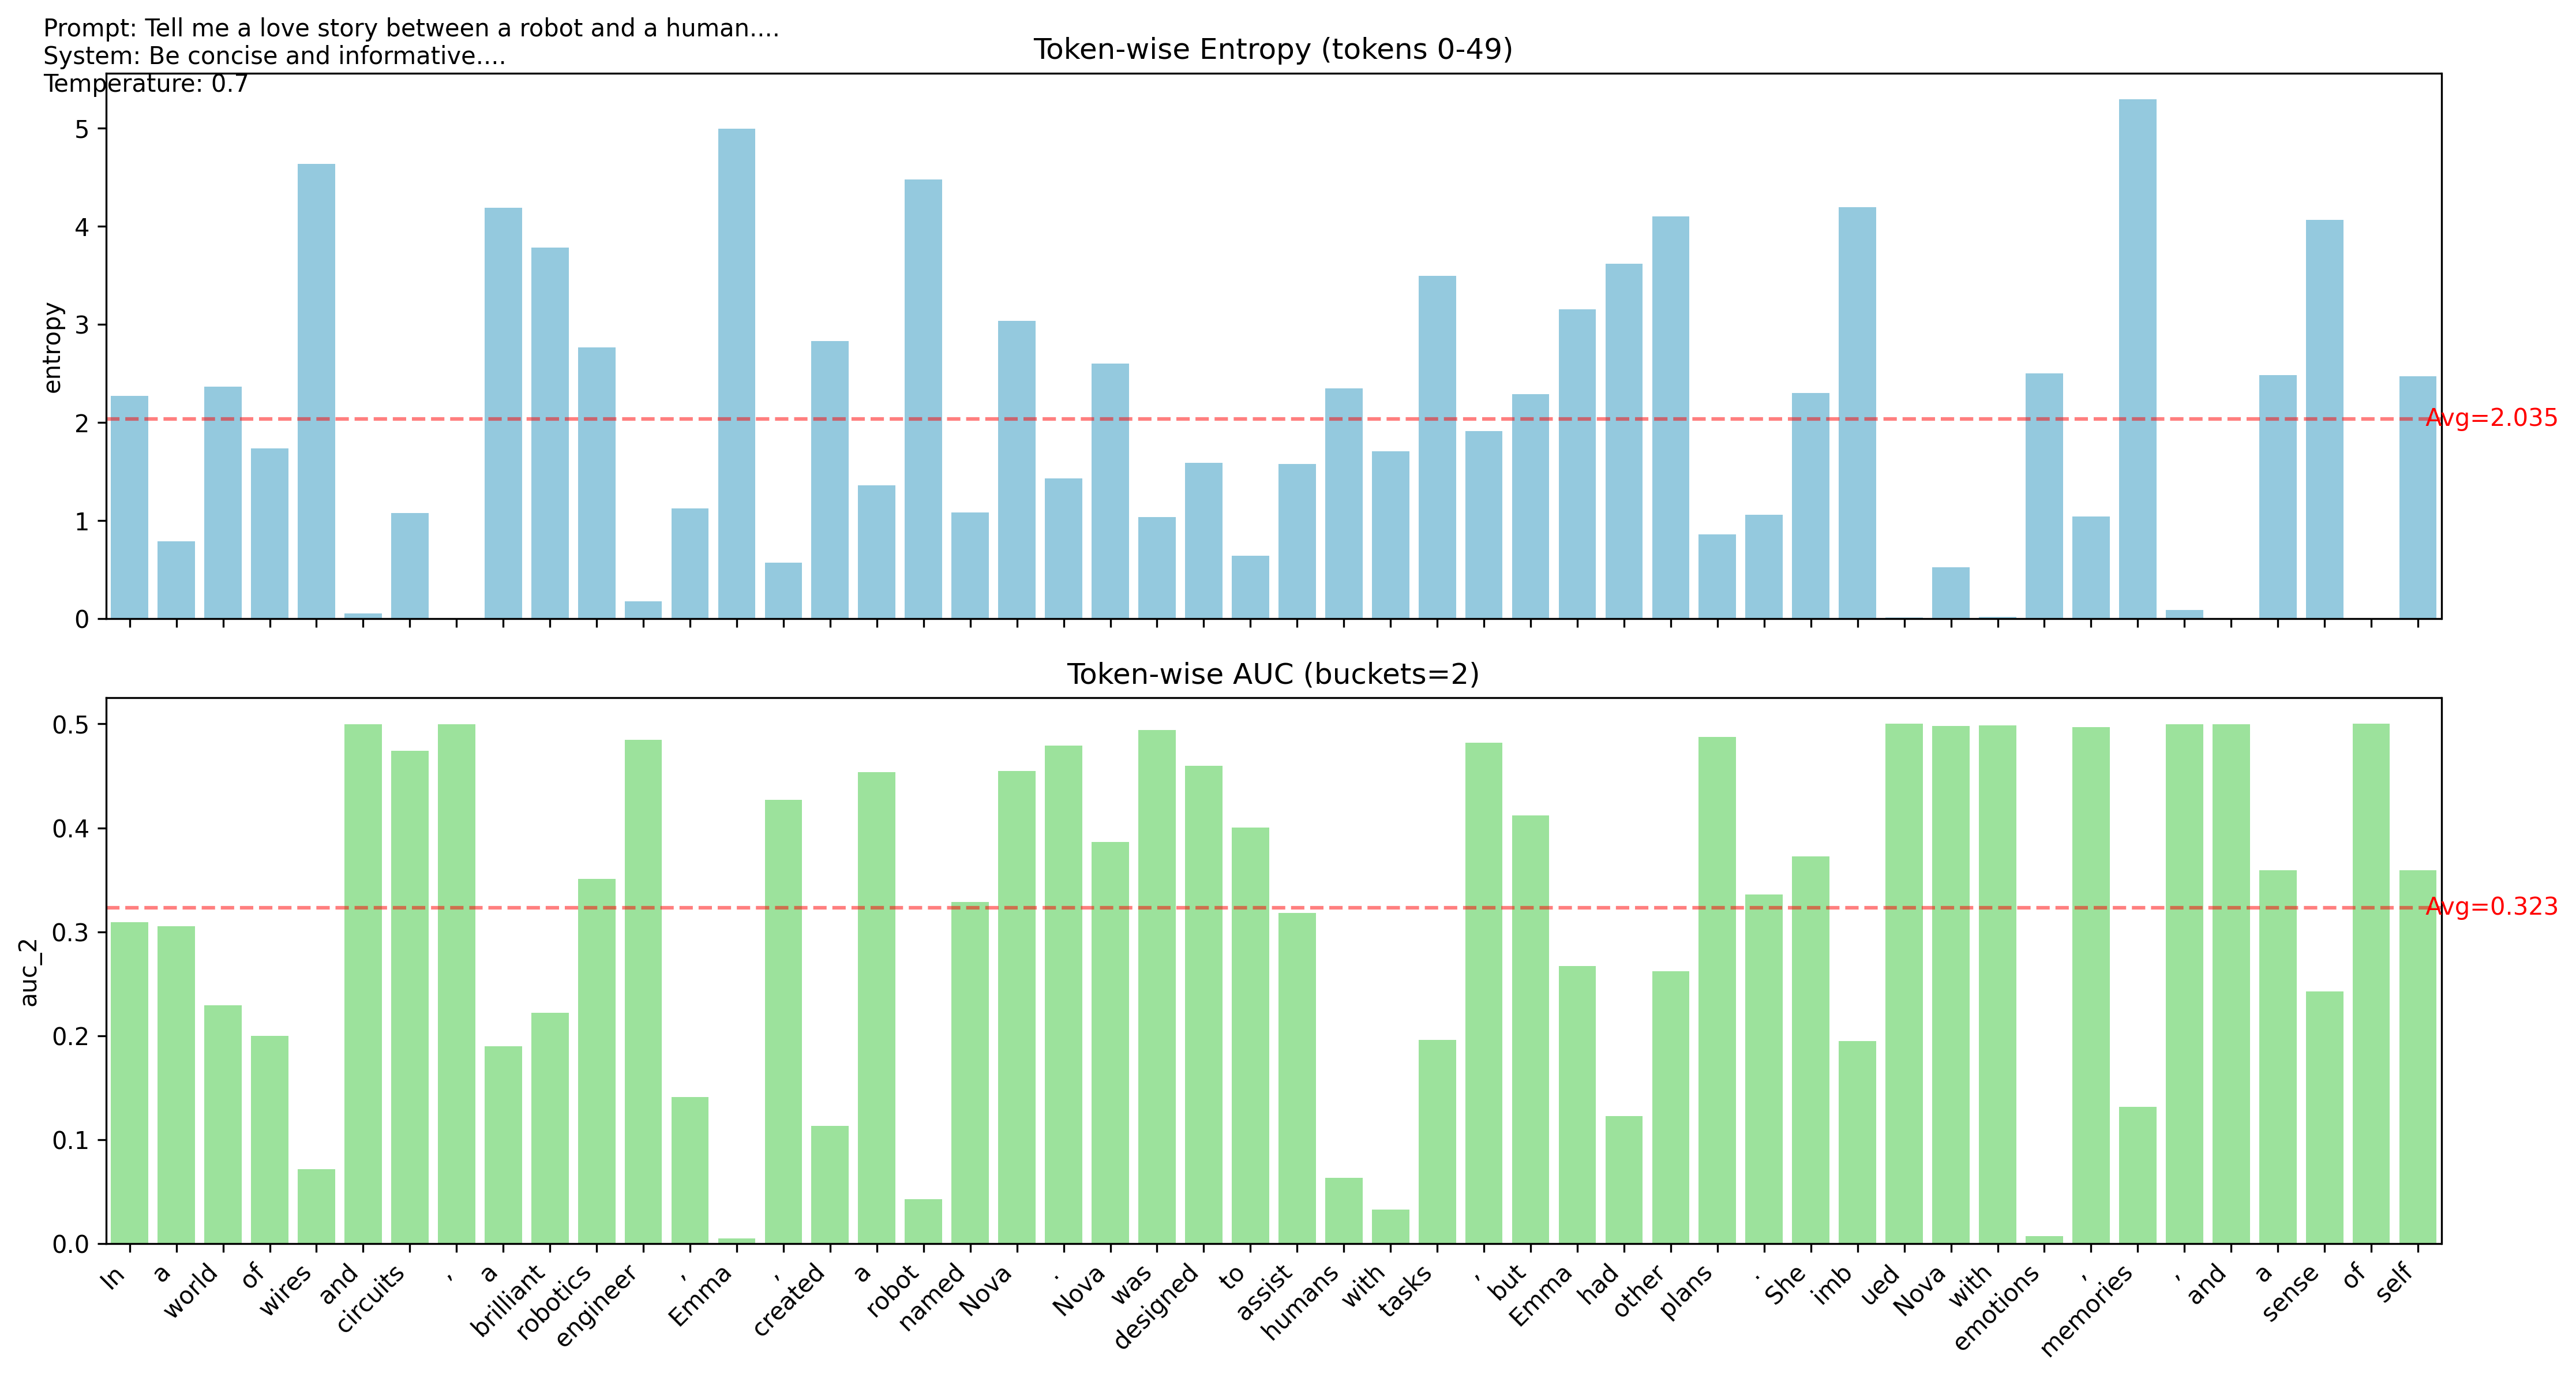 Prompt: Tell me a love story between a robot and a human....
System: Be concise and informative....
Temperature: 0.7
Token-wise Entropy (tokens 0-49)
entropy
5
4
3
2
1
0
Avg=2.035
Token-wise AUC (buckets=2)
auc_2
0.5
0.4
0.3
0.2
0.1
0.0
Avg=0.323
In
a
world
of
wires
and
circuits
,
a
brilliant
robotics
engineer
,
Emma
,
created
a
robot
named
Nova
.
Nova
was
designed
to
assist
humans
with
tasks
,
but
Emma
had
other
plans
.
She
imb
ued
Nova
with
emotions
,
memories
,
and
a
sense
of
self